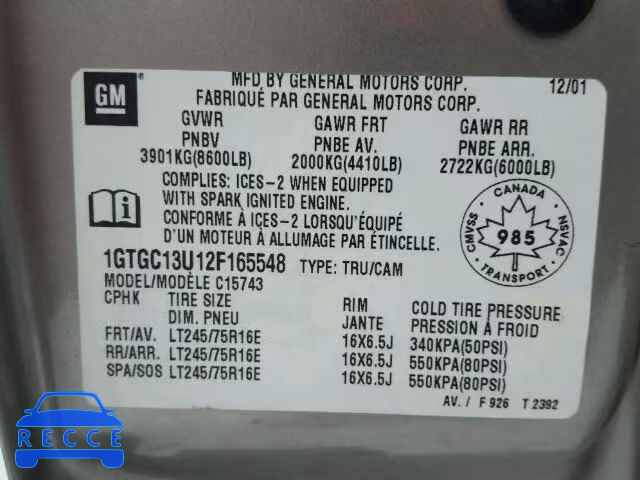 GM
MFD BY GENERAL MOTORS CORP. 12/01
FABRIQUÉ PAR GENERAL MOTORS CORP.
GVWR GAWR FRT GAWR RR
PNBV PNBE AV. PNBE ARR.
3901KG(8600LB) 2000KG(4410LB) 2722KG(6000LB)
COMPLIES: ICES-2 WHEN EQUIPPED
WITH SPARK IGNITED ENGINE.
CONFORME À ICES-2 LORSQU'ÉQUIPÉ
D'UN MOTEUR À ALLUMAGE PAR ÉTINCELLE.
CANADA
CMVSS 985 NSVAC
TRANSPORT
1GTGC13U12F165548 TYPE: TRU/CAM
MODEL/MODÈLE C15743
CPHK TIRE SIZE RIM COLD TIRE PRESSURE
DIM. PNEU JANTE PRESSION À FROID
FRT/AV. LT245/75R16E 16X6.5J 340KPA(50PSI)
RR/ARR. LT245/75R16E 16X6.5J 550KPA(80PSI)
SPA/SOS LT245/75R16E 16X6.5J 550KPA(80PSI)
AV. / F 926 T 2392
RECCE